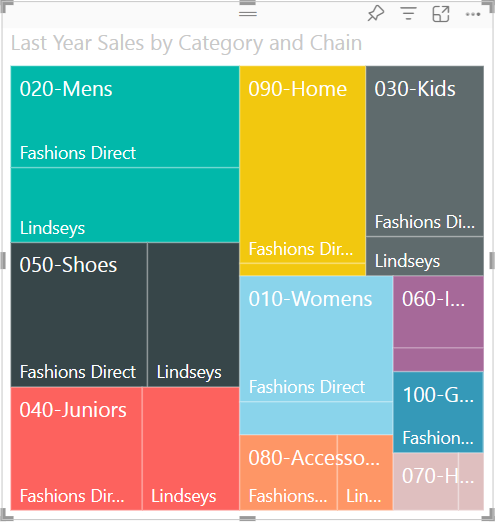 Last Year Sales by Category and Chain
020-Mens
Fashions Direct
Lindseys
050-Shoes
Fashions Direct
Lindseys
040-Juniors
Fashions Dir...
Lindseys
090-Home
Fashions Dir...
030-Kids
Fashions Di...
Lindseys
010-Womens
Fashions Direct
060-I...
100-G...
Fashion...
080-Accesso...
Fashions...
Lin...
070-H...